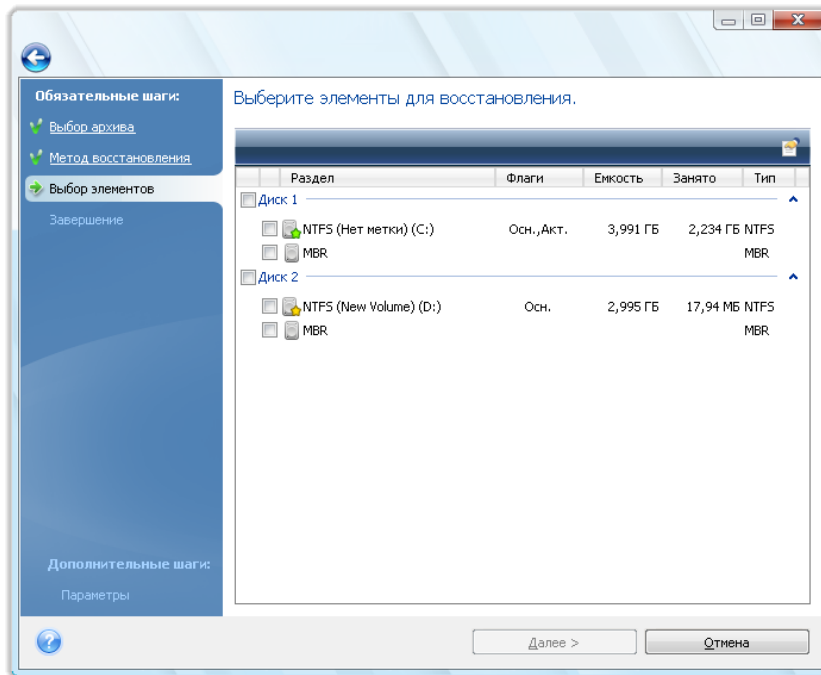 Обязательные шаги:
Выбор архива
Метод восстановления
Выбор элементов
Завершение
Дополнительные шаги:
Параметры
Выберите элементы для восстановления.
Раздел Флаги Емкость Занято Тип
Диск 1
NTFS (Нет метки) (C:) Осн.,Акт. 3,991 ГБ 2,234 ГБ NTFS
MBR MBR
Диск 2
NTFS (New Volume) (D:) Осн. 2,995 ГБ 17,94 МБ NTFS
MBR MBR
Далее > Отмена